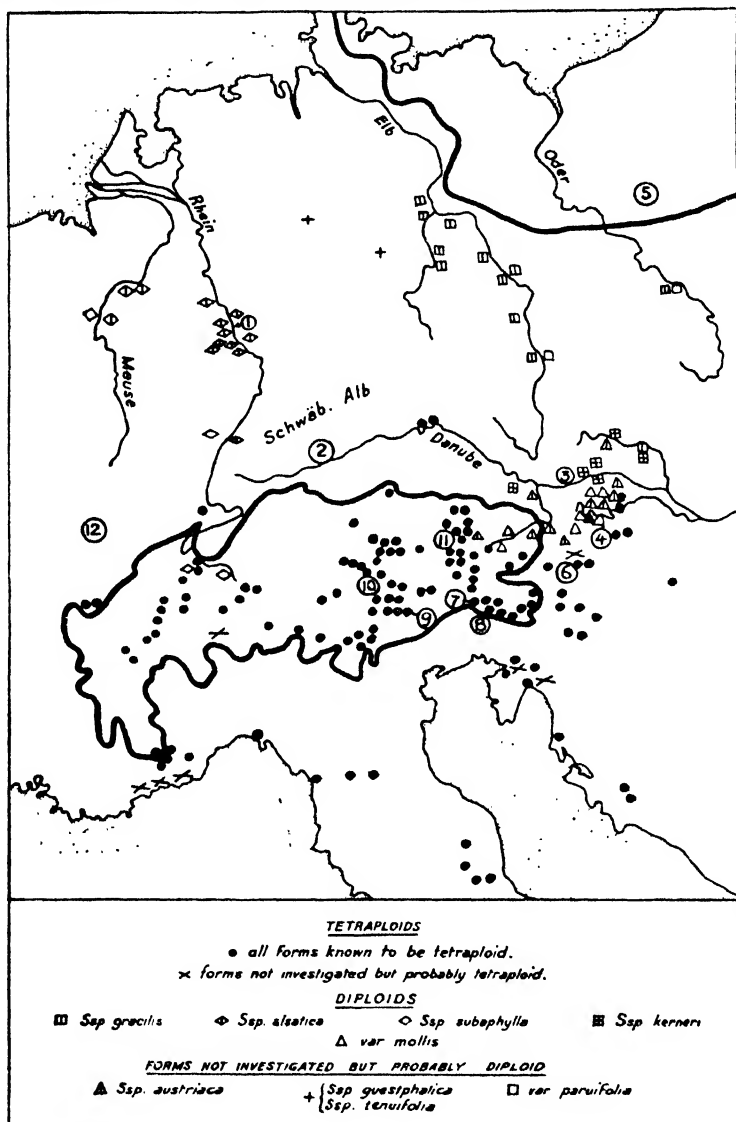 Elb
Oder
5
Rhein
1
Meuse
Schwäb. Alb
2
Danube
3
12
4
11
6
10
7
9
8
TETRAPLOIDS
● all forms known to be tetraploid.
× forms not investigated but probably tetraploid.
DIPLOIDS
Ssp gracilis Ssp. alsatica Ssp subaphylla Ssp kerneri
△ var mollis
FORMS NOT INVESTIGATED BUT PROBABLY DIPLOID
Ssp. austriaca + { Ssp guestphalica □ var parvifolia
Ssp. tenuifolia